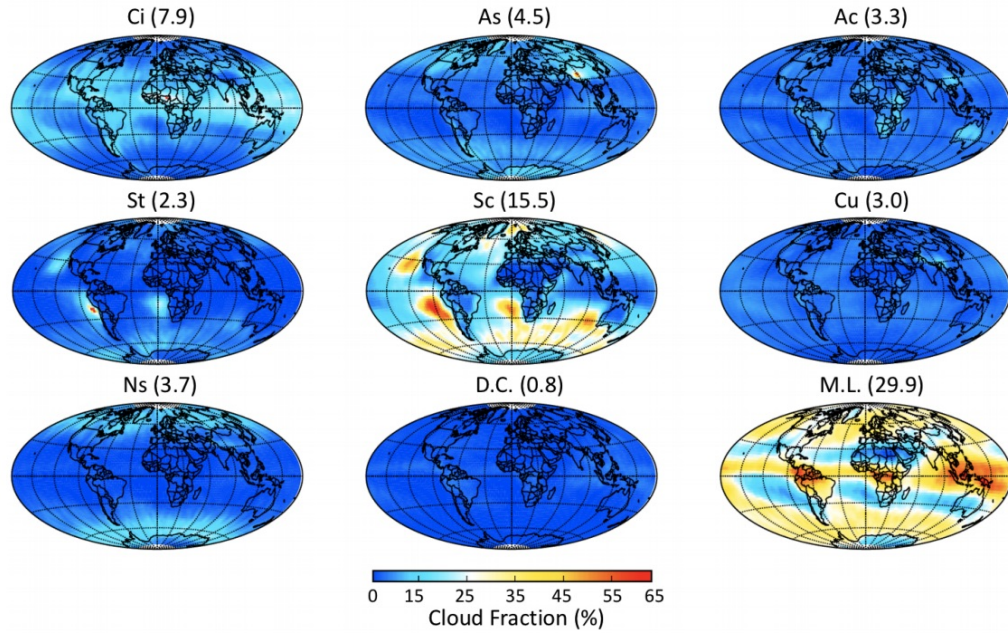 Ci (7.9) As (4.5) Ac (3.3)
St (2.3) Sc (15.5) Cu (3.0)
Ns (3.7) D.C. (0.8) M.L. (29.9)
0 15 25 35 45 55 65
Cloud Fraction (%)